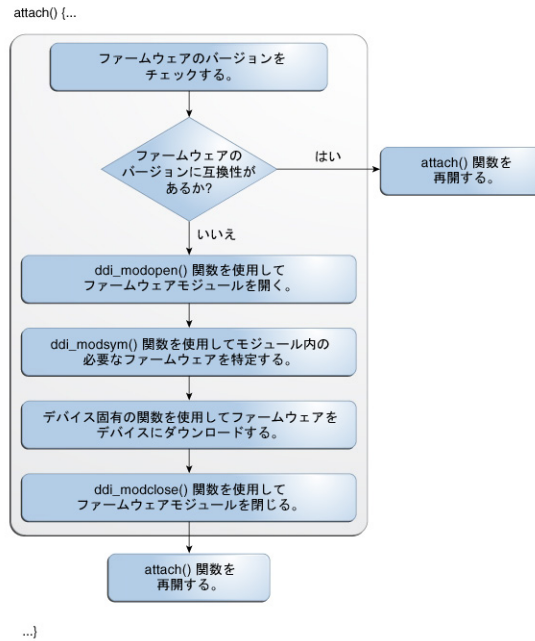 attach() {...
ファームウェアのバージョンを
チェックする。
ファームウェアの
バージョンに互換性が
あるか?
はい
attach() 関数を
再開する。
いいえ
ddi_modopen() 関数を使用して
ファームウェアモジュールを開く。
ddi_modsym() 関数を使用してモジュール内の
必要なファームウェアを特定する。
デバイス固有の関数を使用してファームウェアを
デバイスにダウンロードする。
ddi_modclose() 関数を使用して
ファームウェアモジュールを閉じる。
attach() 関数を
再開する。
...}